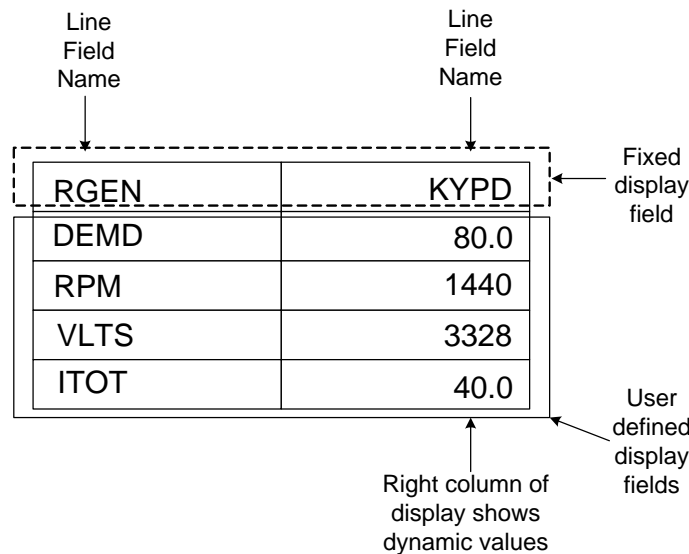 Line
Field
Name
Line
Field
Name
RGEN KYPD
DEMD 80.0
RPM 1440
VLTS 3328
ITOT 40.0
Fixed
display
field
User
defined
display
fields
Right column of
display shows
dynamic values